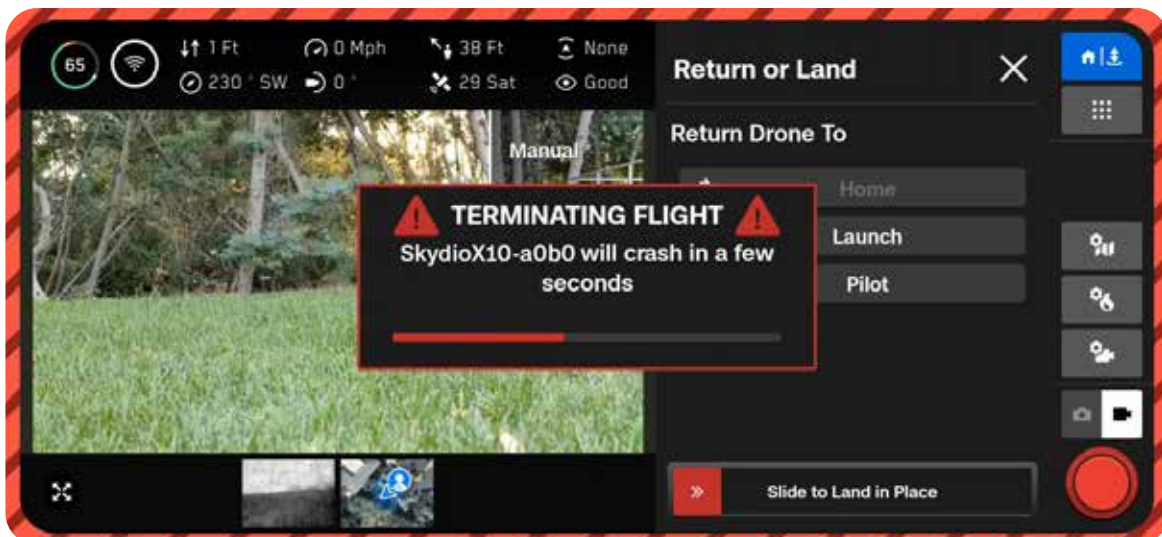 65
1 Ft
0 Mph
38 Ft
None
230° SW
0°
29 Sat
Good
Return or Land
Return Drone To
Manual
Home
Launch
Pilot
TERMINATING FLIGHT
SkydioX10-a0b0 will crash in a few
seconds
Slide to Land in Place